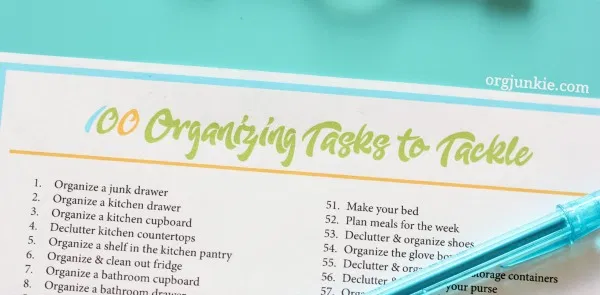 orgjunkie.com
100 Organizing Tasks to Tackle
1. Organize a junk drawer
2. Organize a kitchen drawer
3. Organize a kitchen cupboard
4. Declutter kitchen countertops
5. Organize a shelf in the kitchen pantry
6. Organize & clean out fridge
7. Organize a bathroom cupboard
8. Organize a bathroom drawer
51. Make your bed
52. Plan meals for the week
53. Declutter & organize shoes
54. Organize the glove
55. Declutter & storage containers
56. Declutter your purse
57.